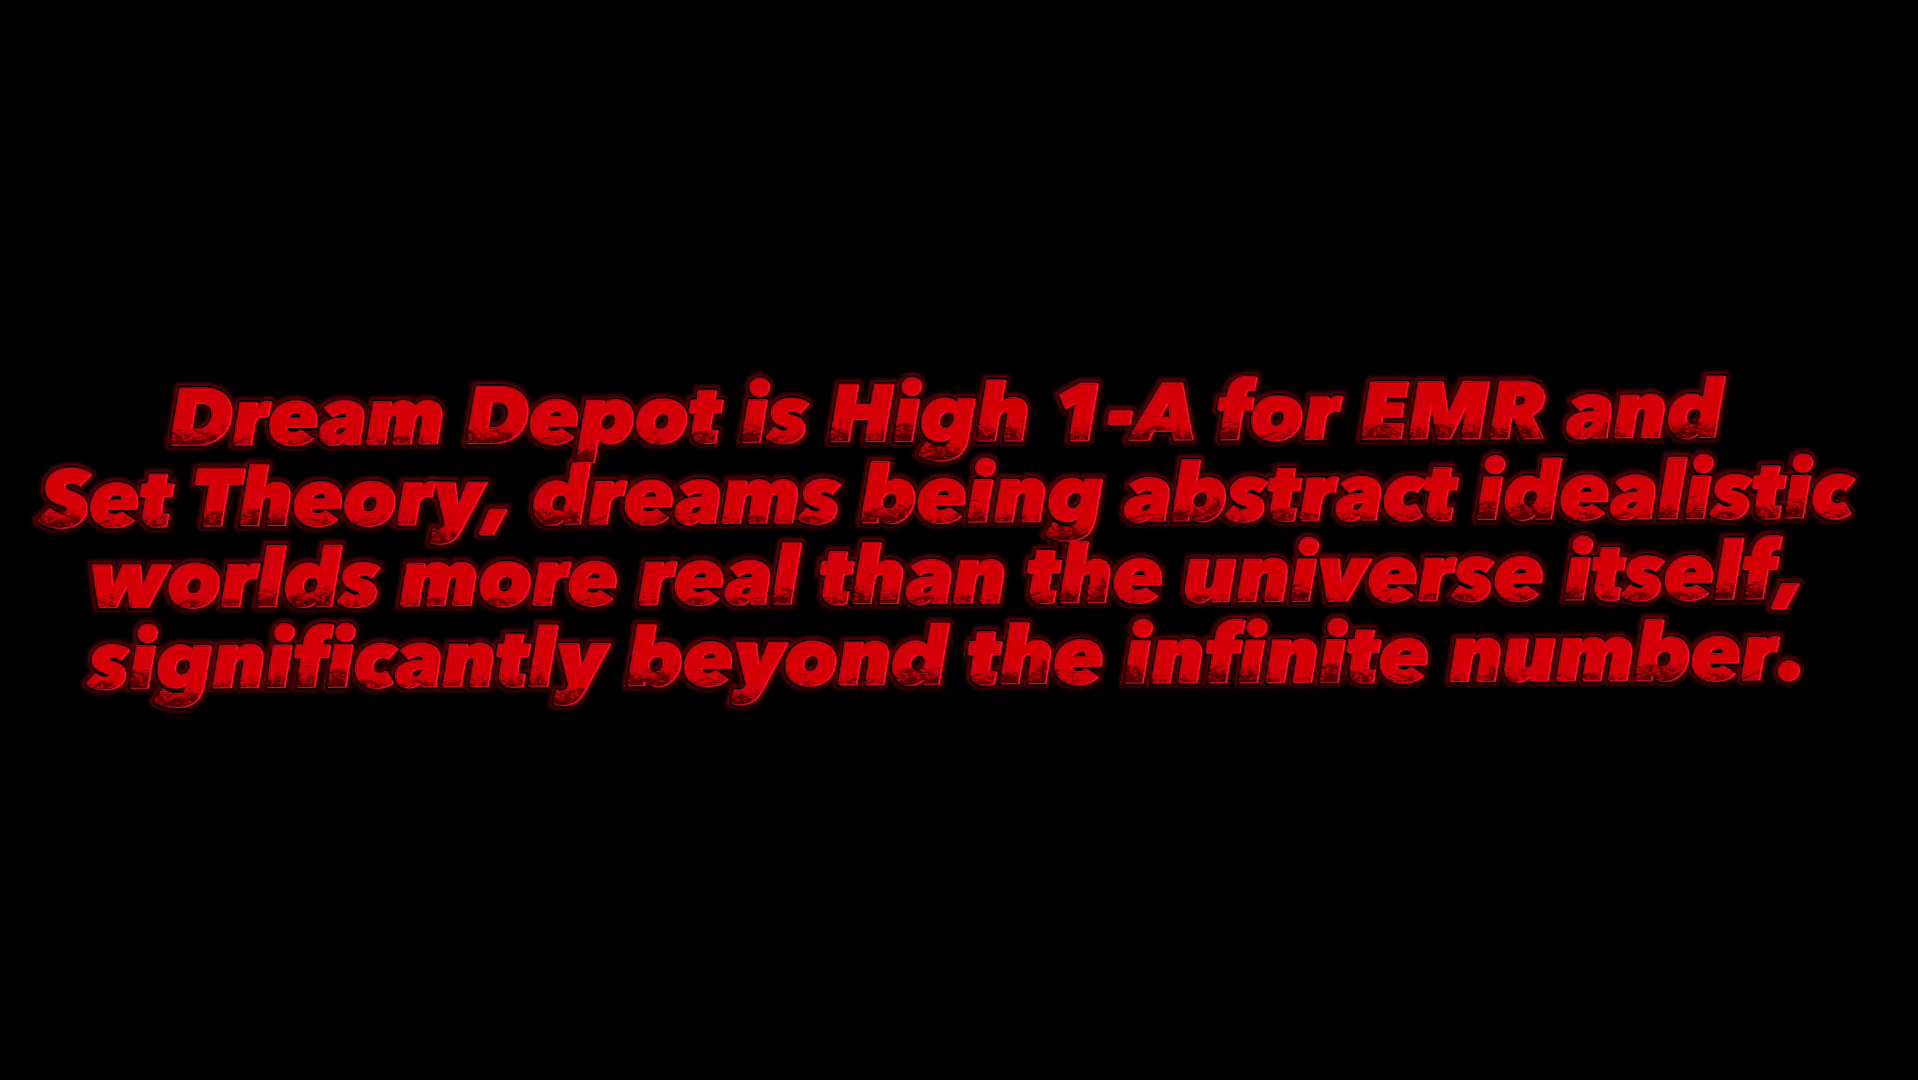 Dream Depot is High 1-A for EMR and
Set Theory, dreams being abstract idealistic
worlds more real than the universe itself,
significantly beyond the infinite number.